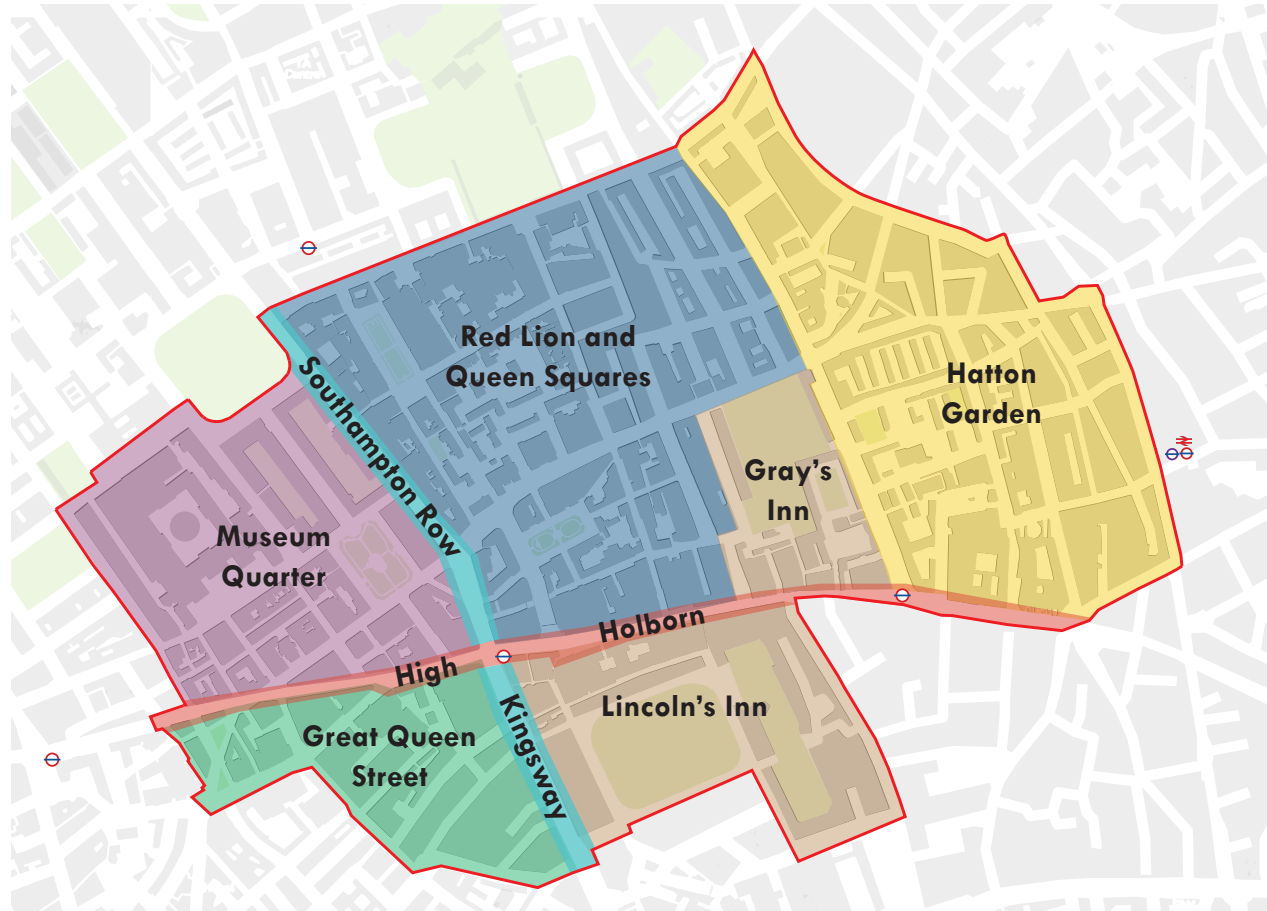 Red Lion and
Queen Squares
Southampton Row
Hatton
Garden
Gray's
Inn
Museum
Quarter
High
Holborn
Kingsway
Lincoln's Inn
Great Queen
Street